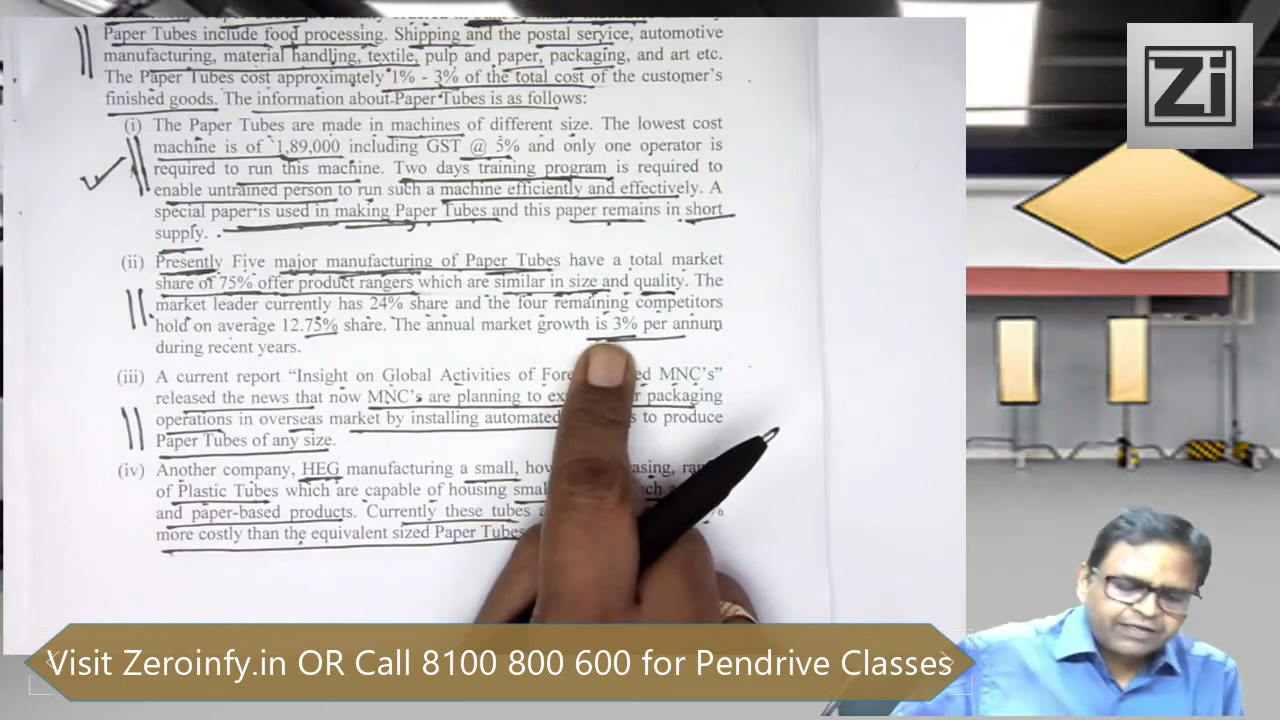 Paper Tubes include food processing. Shipping and the postal service, automotive
manufacturing, material handling, textile, pulp and paper, packaging, and art etc.
The Paper Tubes cost approximately 1% - 3% of the total cost of the customer's
finished goods. The information about Paper Tubes is as follows:
(i) The Paper Tubes are made in machines of different size. The lowest cost
machine is of `1,89,000 including GST @ 5% and only one operator is
required to run this machine. Two days training program is required to
enable untrained person to run such a machine efficiently and effectively. A
special paper is used in making Paper Tubes and this paper remains in short
supply.
(ii) Presently Five major manufacturing of Paper Tubes have a total market
share of 75% offer product rangers which are similar in size and quality. The
market leader currently has 24% share and the four remaining competitors
hold on average 12.75% share. The annual market growth is 3% per annum
during recent years.
(iii) A current report "Insight on Global Activities of MNC's"
released the news that now MNC's are planning to packaging
operations in overseas market by installing automated to produce
Paper Tubes of any size.
(iv) Another company, HEG manufacturing a small,
of Plastic Tubes which are capable of housing
and paper-based products. Currently these tubes
more costly than the equivalent sized Paper Tubes
Zi
Visit Zeroinfy.in OR Call 8100 800 600 for Pendrive Classes